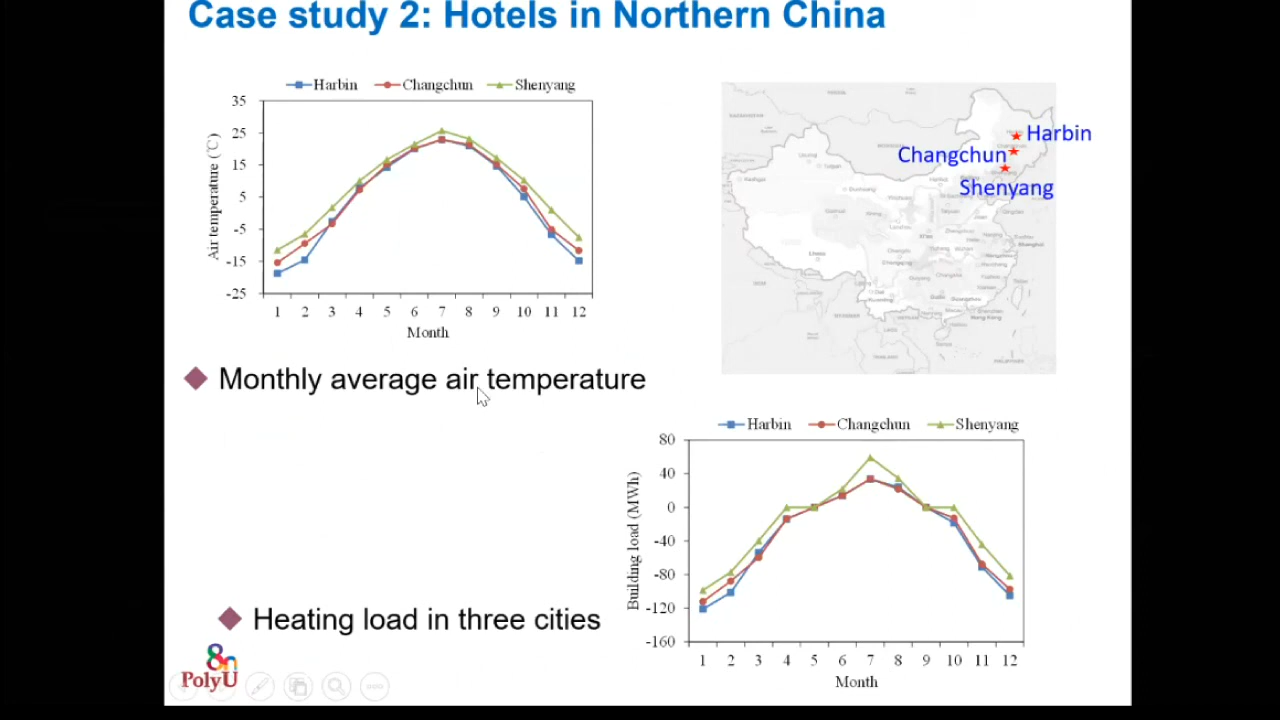 Case study 2: Hotels in Northern China
Harbin
Changchun
Shenyang
35
25
15
5
-5
-15
-25
Air temperature (℃)
1 2 3 4 5 6 7 8 9 10 11 12
Month
Harbin
Changchun
Shenyang
Monthly average air temperature
Harbin
Changchun
Shenyang
80
40
0
-40
-80
-120
-160
Building load (MWh)
1 2 3 4 5 6 7 8 9 10 11 12
Month
Heating load in three cities
PolyU